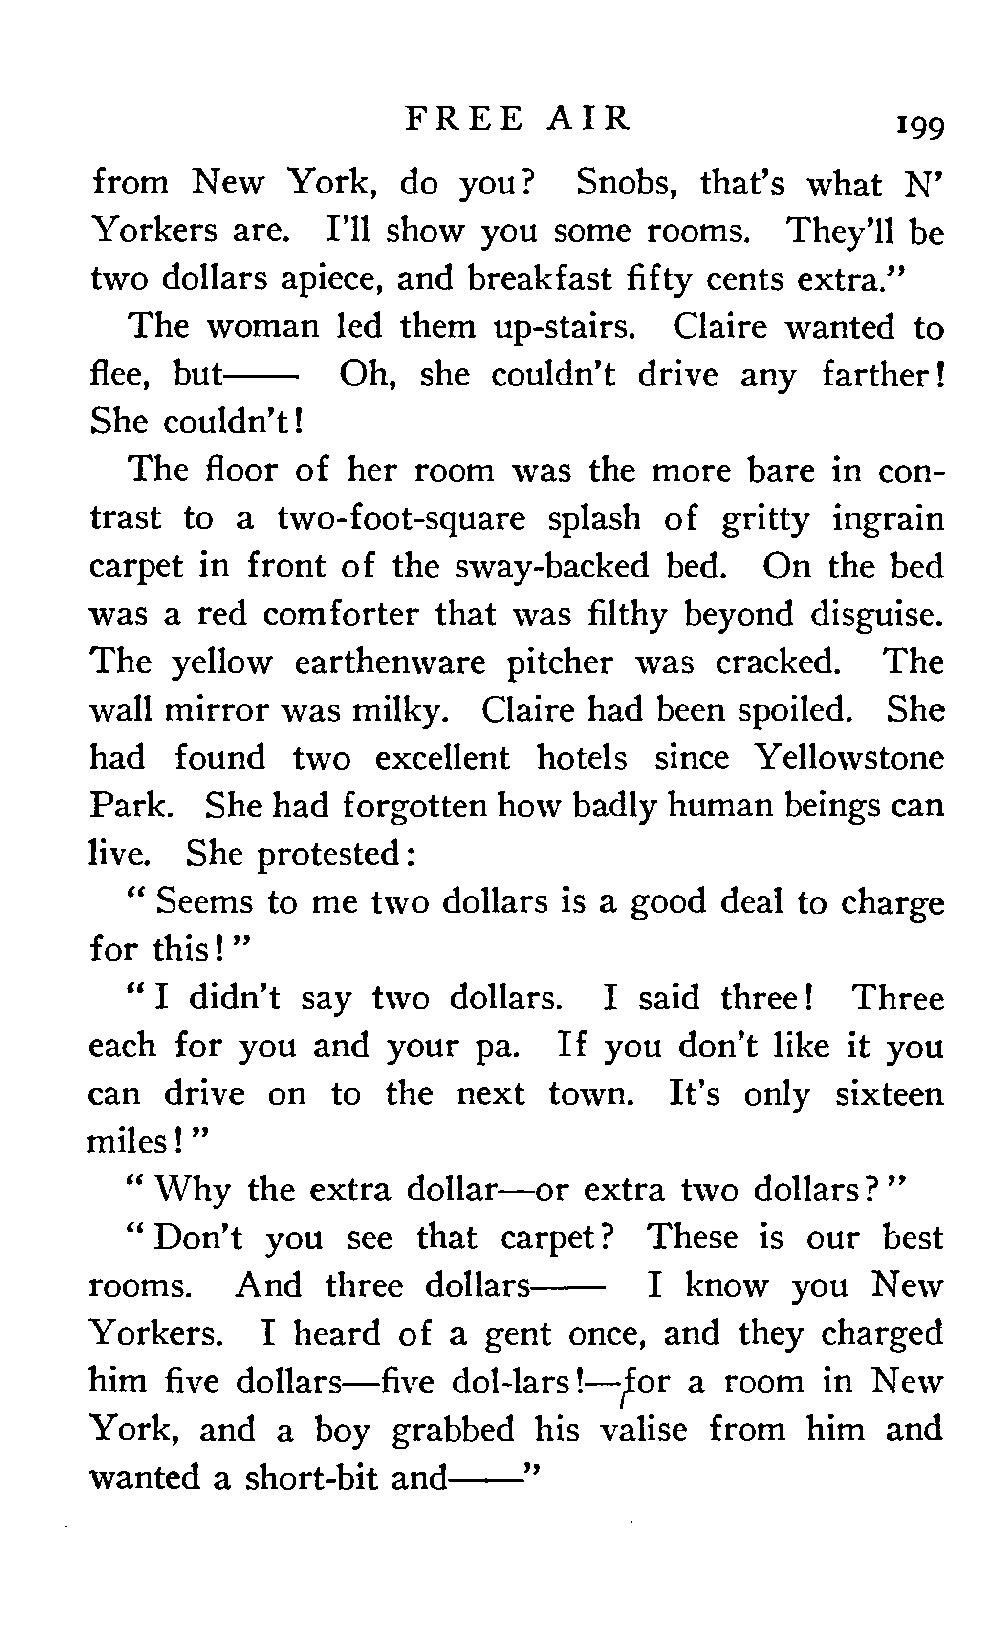 FREE AIR 199
from New York, do you? Snobs, that's what N'
Yorkers are. I'll show you some rooms. They'll be
two dollars apiece, and breakfast fifty cents extra."
The woman led them up-stairs. Claire wanted to
flee, but—— Oh, she couldn't drive any farther!
She couldn't!
The floor of her room was the more bare in con-
trast to a two-foot-square splash of gritty ingrain
carpet in front of the sway-backed bed. On the bed
was a red comforter that was filthy beyond disguise.
The yellow earthenware pitcher was cracked. The
wall mirror was milky. Claire had been spoiled. She
had found two excellent hotels since Yellowstone
Park. She had forgotten how badly human beings can
live. She protested:
"Seems to me two dollars is a good deal to charge
for this!"
"I didn't say two dollars. I said three! Three
each for you and your pa. If you don't like it you
can drive on to the next town. It's only sixteen
miles!"
"Why the extra dollar—or extra two dollars?"
"Don't you see that carpet? These is our best
rooms. And three dollars—— I know you New
Yorkers. I heard of a gent once, and they charged
him five dollars—five dol-lars!—for a room in New
York, and a boy grabbed his valise from him and
wanted a short-bit and——"